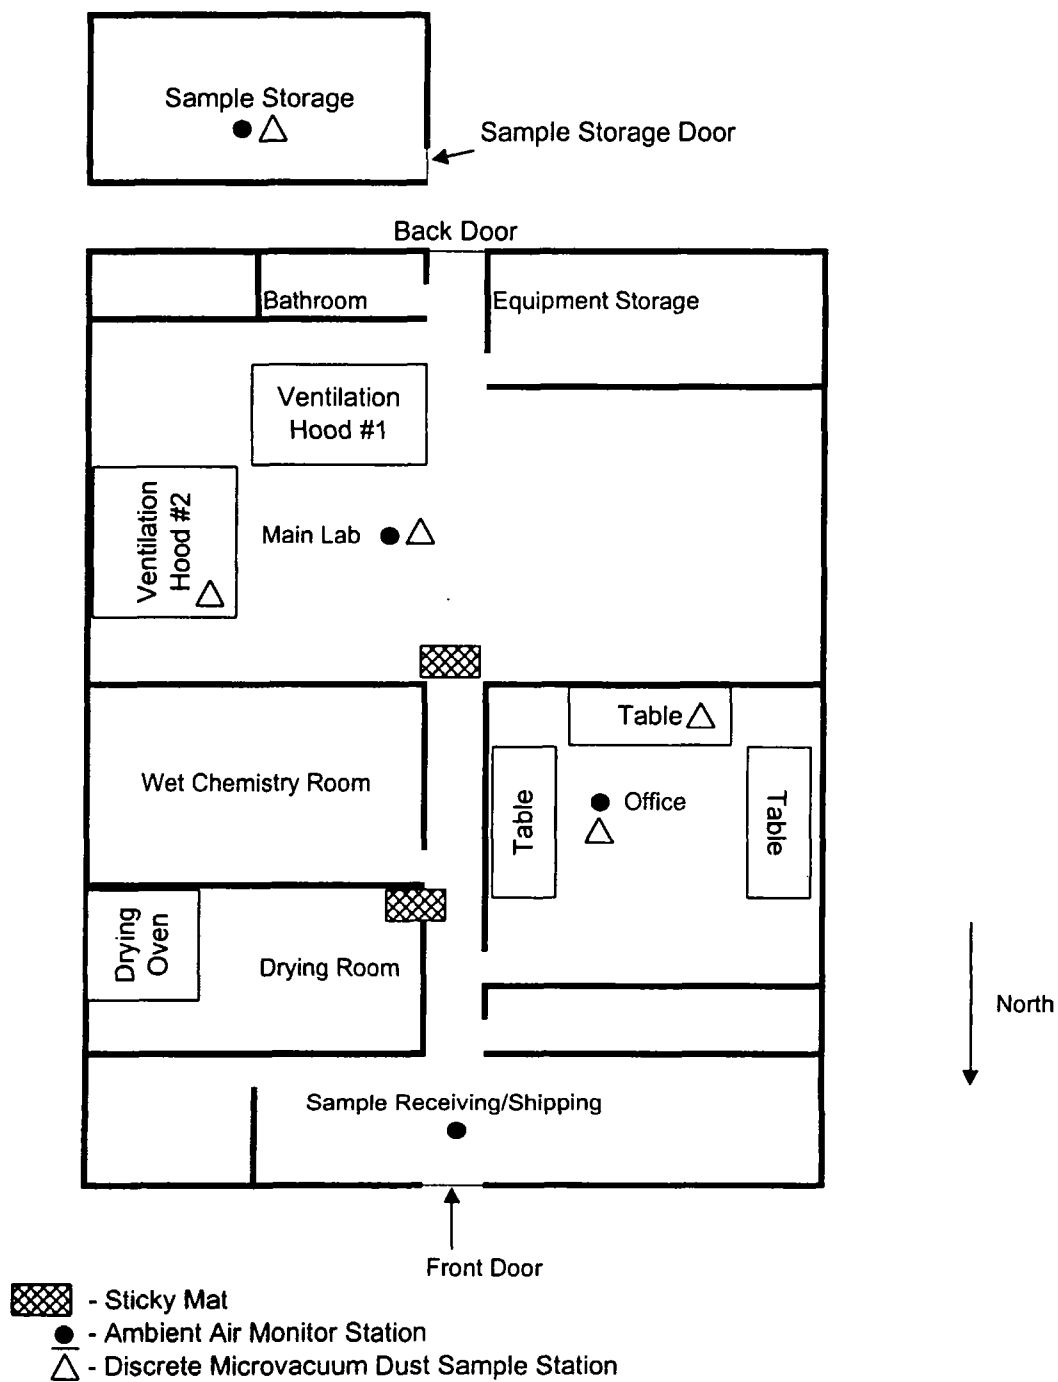 Sample Storage
Sample Storage Door
Back Door
Bathroom
Equipment Storage
Ventilation
Hood #1
Ventilation
Hood #2
Main Lab
Table
Wet Chemistry Room
Table
Office
Table
Drying
Oven
Drying Room
North
Sample Receiving/Shipping
Front Door
- Sticky Mat
- Ambient Air Monitor Station
- Discrete Microvacuum Dust Sample Station